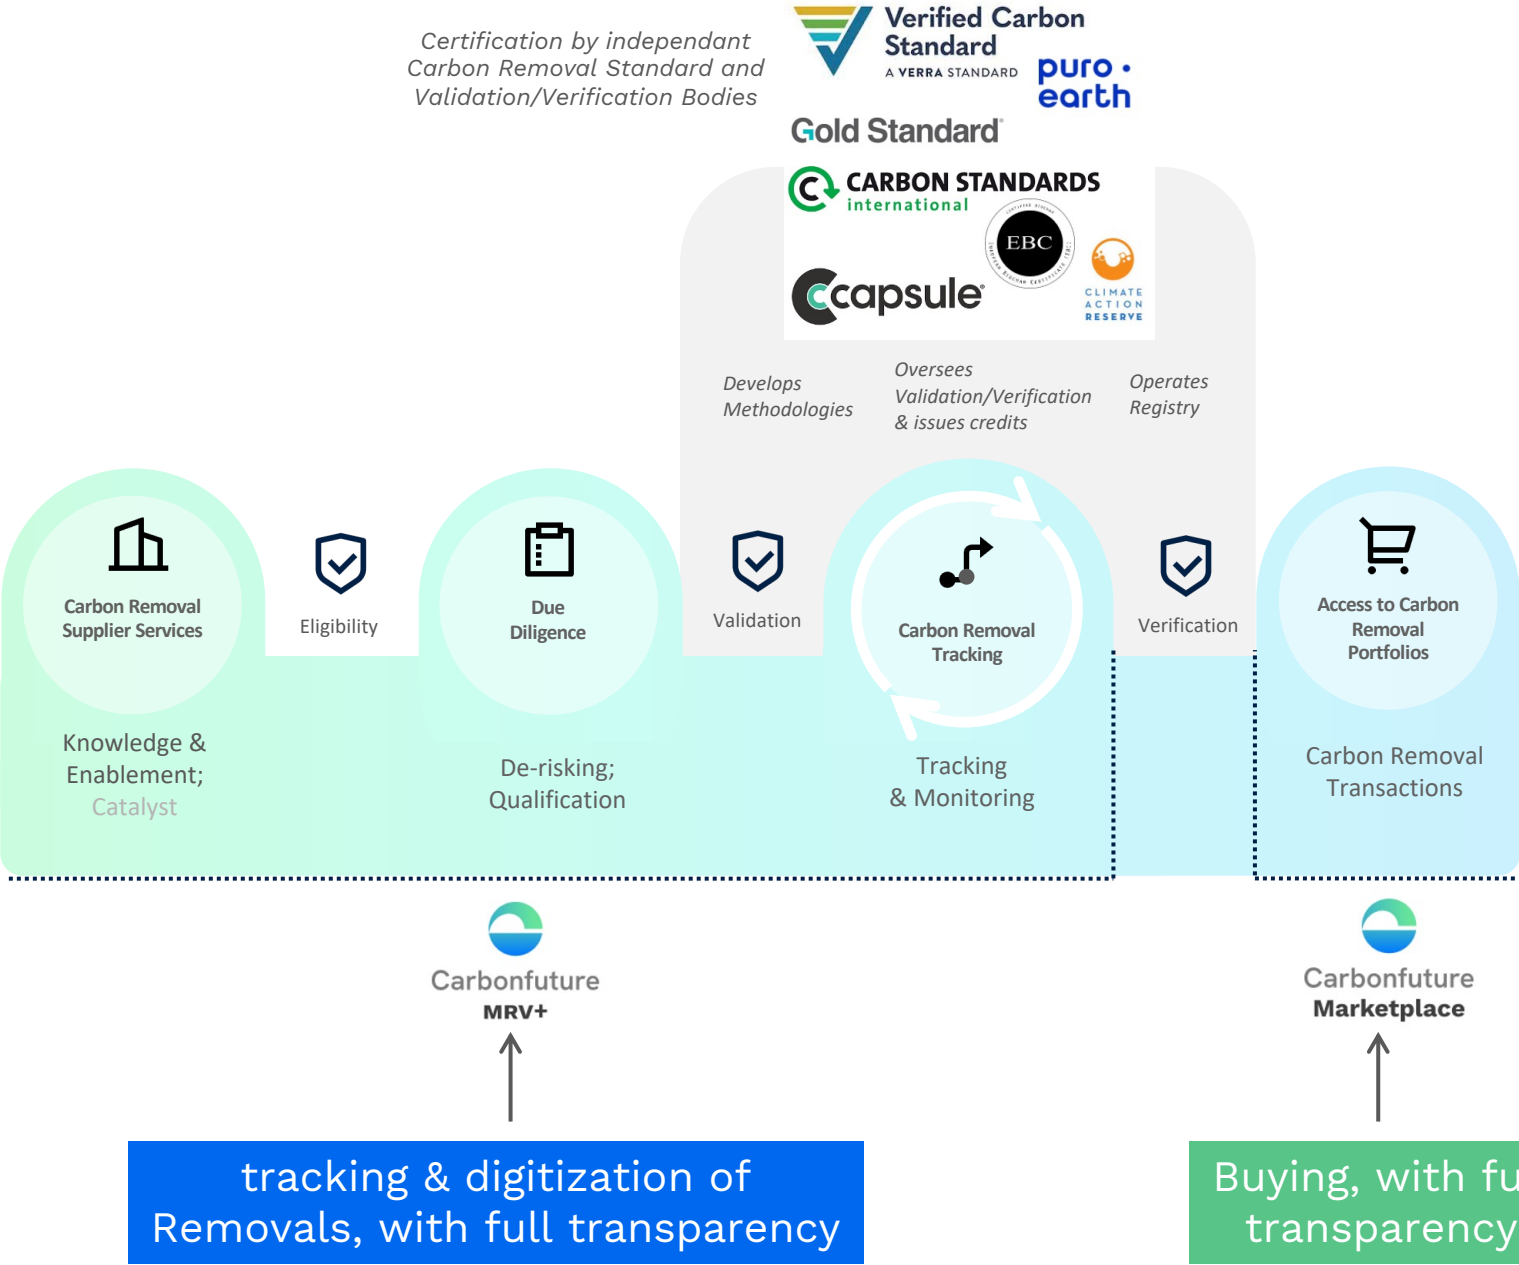 Certification by independant
Carbon Removal Standard and
Validation/Verification Bodies
Verified Carbon
Standard
A VERRA STANDARD
puro·
earth
Gold Standard
CARBON STANDARDS
international
EBC
ccapsule®
CLIMATE
ACTION
RESERVE
Develops
Methodologies
Oversees
Validation/Verification
& issues credits
Operates
Registry
Carbon Removal
Supplier Services
Eligibility
Due
Diligence
Validation
Carbon Removal
Tracking
Verification
Access to Carbon
Removal
Portfolios
Knowledge &
Enablement;
Catalyst
De-risking;
Qualification
Tracking
& Monitoring
Carbon Removal
Transactions
Carbonfuture
MRV+
Carbonfuture
Marketplace
tracking & digitization of
Removals, with full transparency
Buying, with fu
transparency